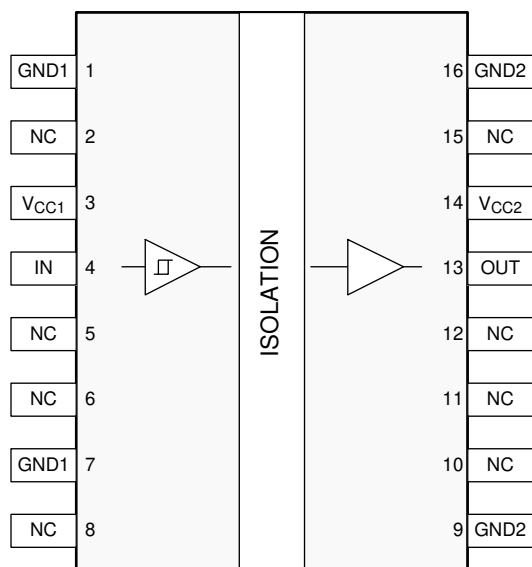 GND1 1 16 GND2
NC 2 15 NC
VCC1 3 14 VCC2
IN 4 13 OUT
ISOLATION
NC 5 12 NC
NC 6 11 NC
GND1 7 10 NC
NC 8 9 GND2